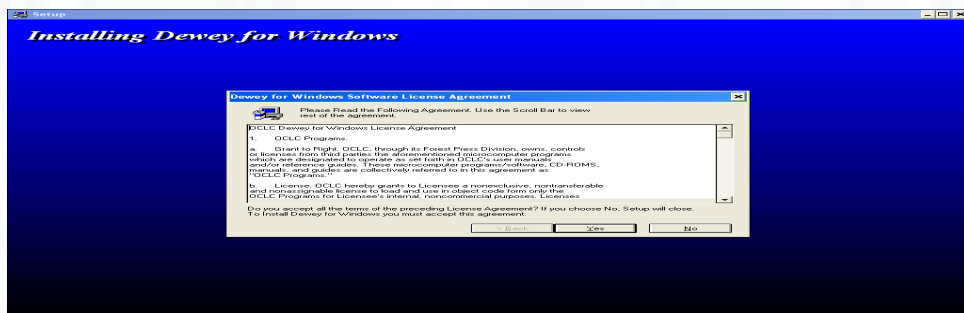 Setup
Installing Dewey for Windows
Dewey for Windows Software License Agreement
Please Read the Following Agreement. Use the Scroll Bar to view
rest of the agreement.
OCLC Dewey for Windows License Agreement
1. OCLC Programs.
a. Grant to Right. OCLC, through its Forest Press Division, owns, controls
or licenses from third parties the aforementioned microcomputer programs
which are designated to operate as set forth in OCLC's user manuals
and/or reference guides. These microcomputer programs/software, CD-ROMS,
manuals, and guides are collectively referred to in this agreement as
"OCLC Programs."
b. License. OCLC hereby grants to Licensee a nonexclusive, nontransferable
and nonassignable license to load and use in object code form only the
OCLC Programs for Licensee's internal, noncommercial purposes. Licenses
Do you accept all the terms of the preceding License Agreement? If you choose No, Setup will close.
To Install Dewey for Windows you must accept this agreement.
< Back Yes No